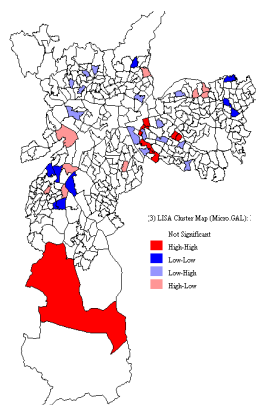 (3) LISA Cluster Map (Micro.GAL):
Not Significant
High-High
Low-Low
Low-High
High-Low